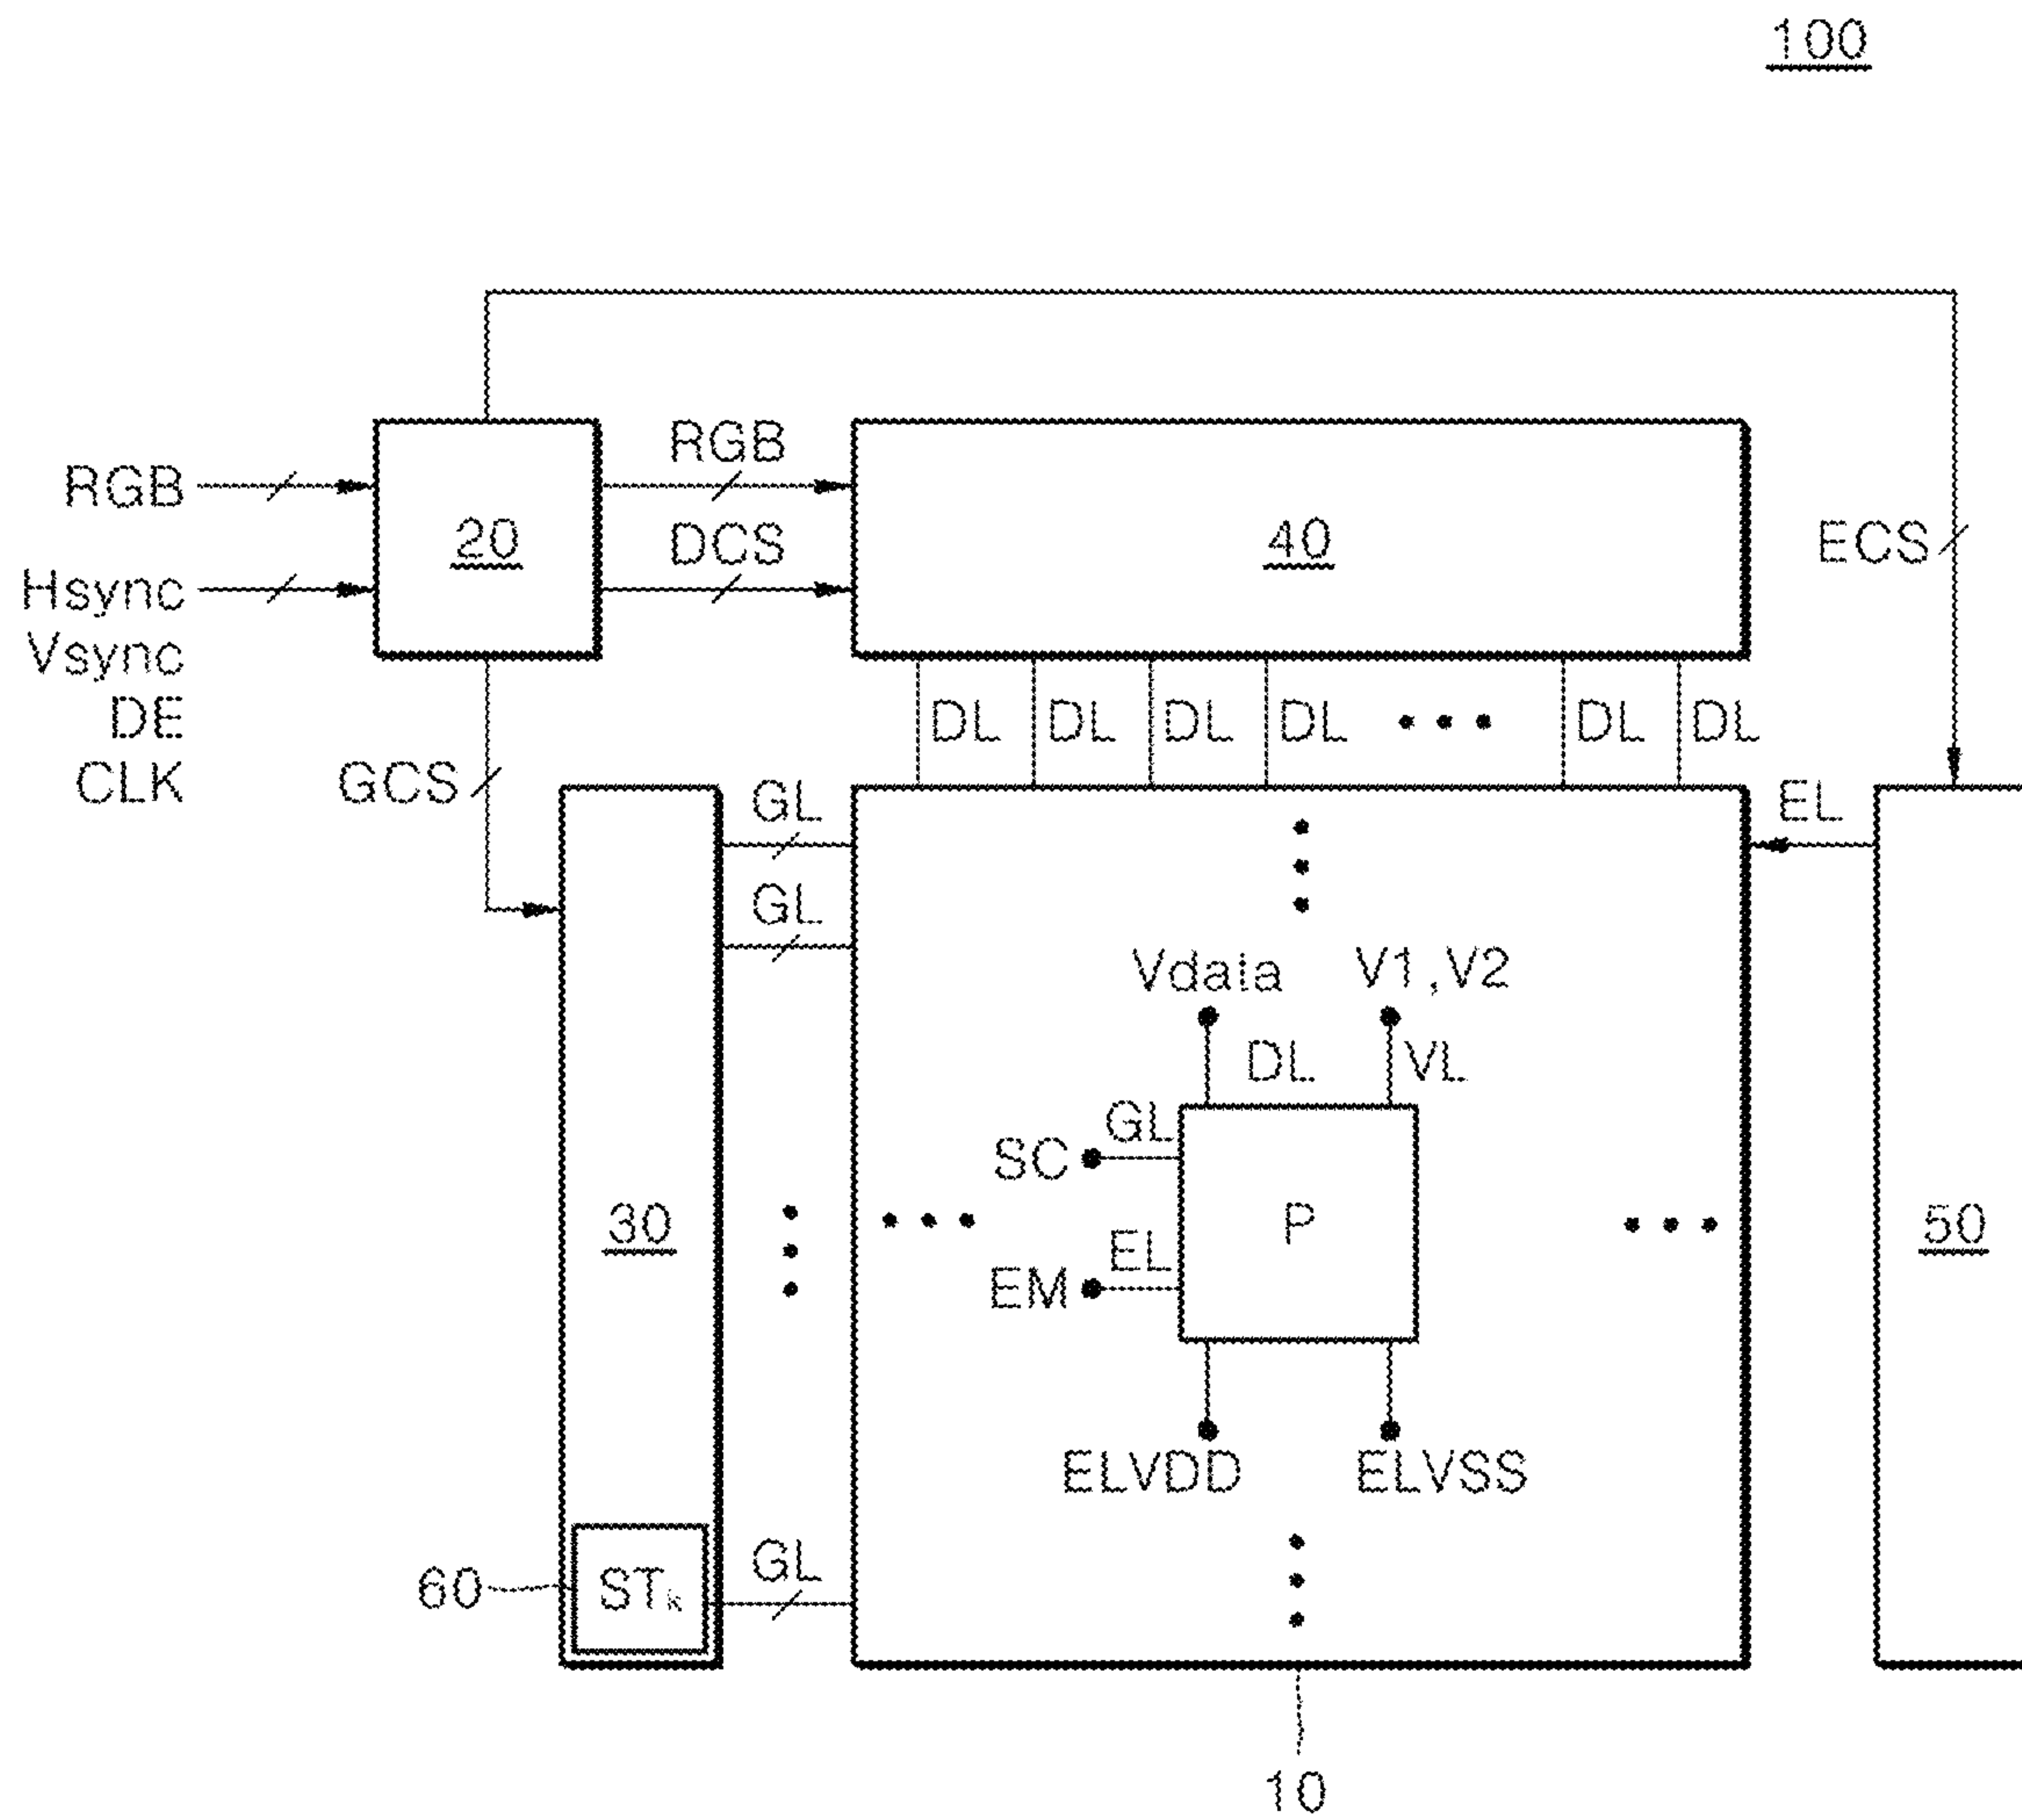 100
RGB
RGB
20
40
DCS
ECS
Hsync
Vsync
DE
CLK
GCS
DL DL DL DL DL DL
GL
EL
GL
Vdata V1,V2
DL VL
GL
SC
P
30
50
EL
EM
ELVDD ELVSS
GL
60
STk
10